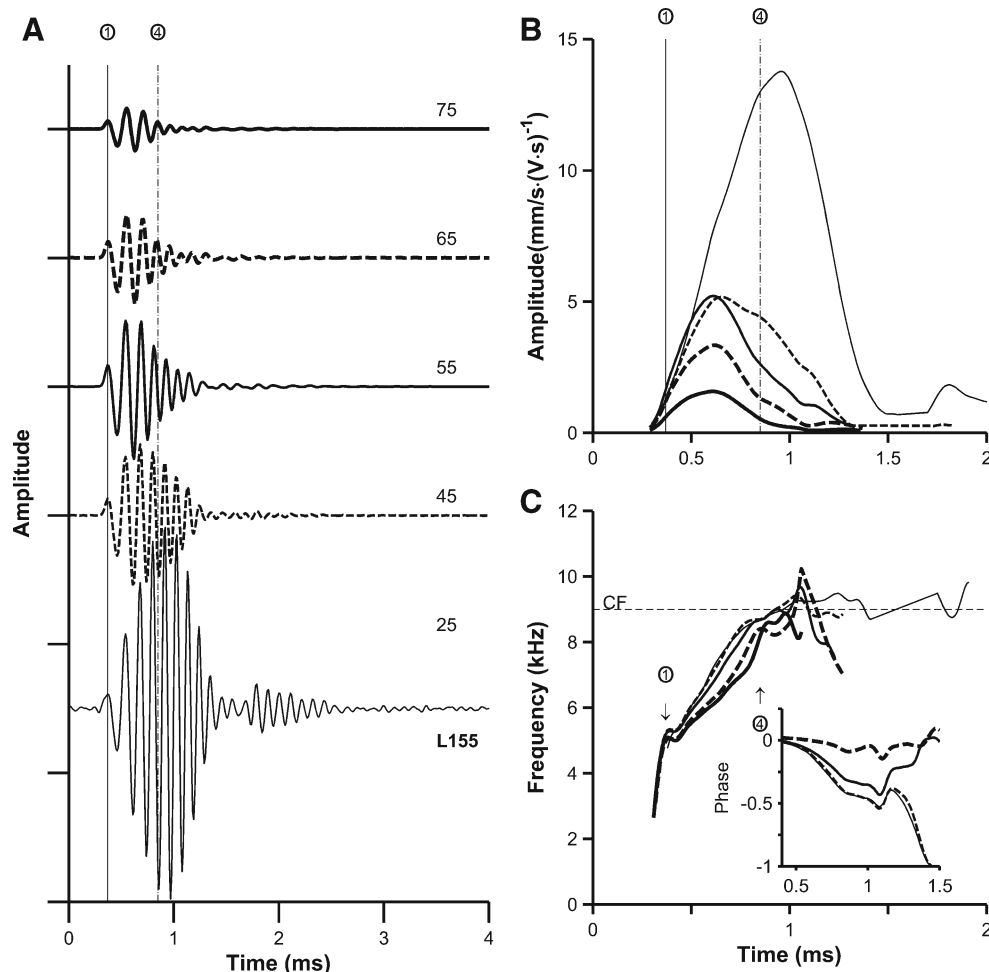 A
① ④
75
65
55
45
25
L155
Amplitude
0 1 2 3 4
Time (ms)
B
① ④
15
10
5
0
Amplitude(mm/s·(V·s)⁻¹)
0 0.5 1 1.5 2
C
12
10
8
6
4
2
0
CF
①
④
Frequency (kHz)
0
-0.5
-1
Phase
0.5 1 1.5
0 1 2
Time (ms)